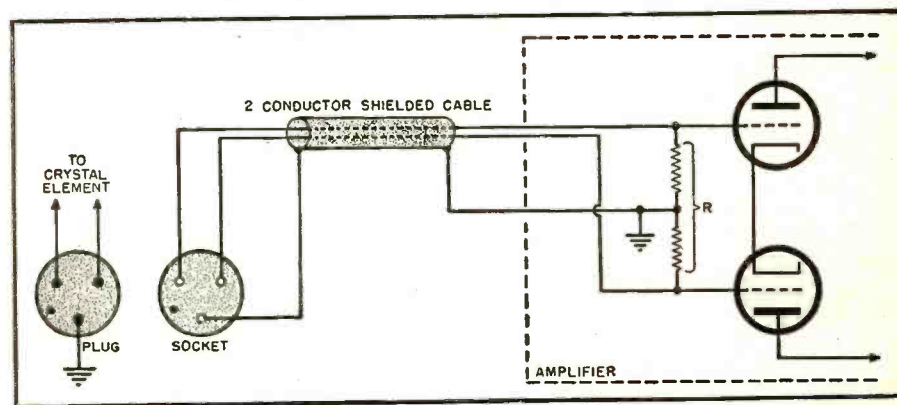 2 CONDUCTOR SHIELDED CABLE
TO
CRYSTAL
ELEMENT
R
PLUG
SOCKET
AMPLIFIER